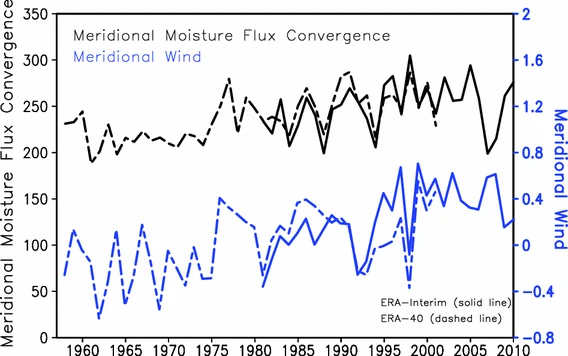 Meridional Moisture Flux Convergence
Meridional Wind
Meridional Moisture Flux Convergence
350
300
250
200
150
100
50
0
2
1.6
1.2
0.8
0.4
0
−0.4
−0.8
Meridional Wind
ERA−Interim (solid line)
ERA−40 (dashed line)
1960 1965 1970 1975 1980 1985 1990 1995 2000 2005 2010